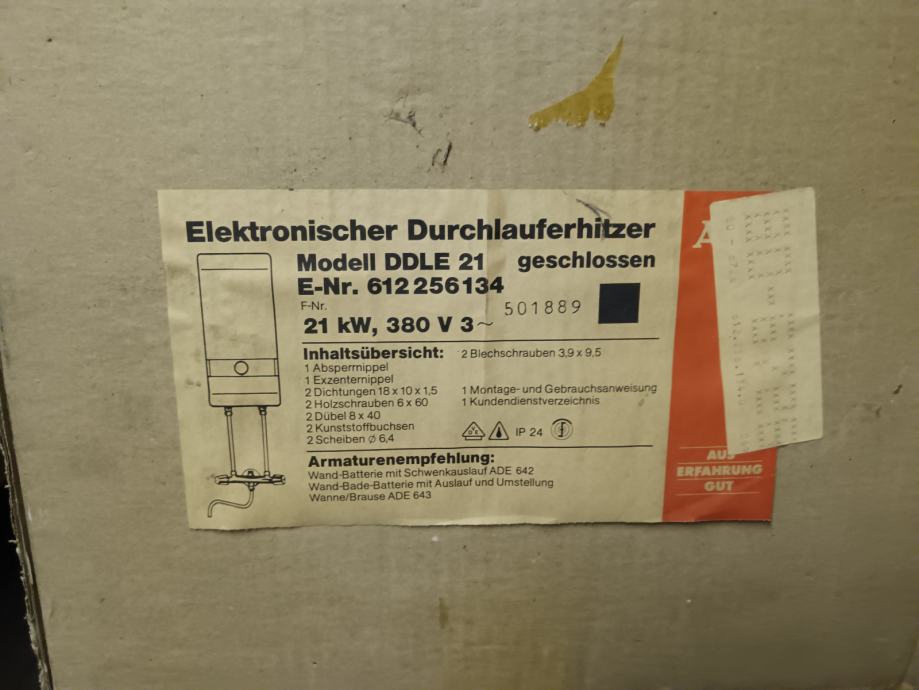 Elektronischer Durchlauferhitzer
Modell DDLE 21 geschlossen
E-Nr. 612 256 134
F-Nr. 501889
21 kW, 380 V 3~
Inhaltsübersicht:
1 Abspermippel
1 Exzenternippel
2 Dichtungen 18 x 10 x 1,5
2 Holzschrauben 6 x 60
2 Dübel 8 x 40
2 Kunststoffbuchsen
2 Scheiben ∅ 6,4
2 Blechschrauben 3,9 x 9,5
1 Montage- und Gebrauchsanweisung
1 Kundendienstverzeichnis
IP 24
Armaturenempfehlung:
Wand-Batterie mit Schwenkauslauf ADE 642
Wand-Bade-Batterie mit Auslauf und Umstellung
Wanne/Brause ADE 643
A
AUS
ERFAHRUNG
GUT